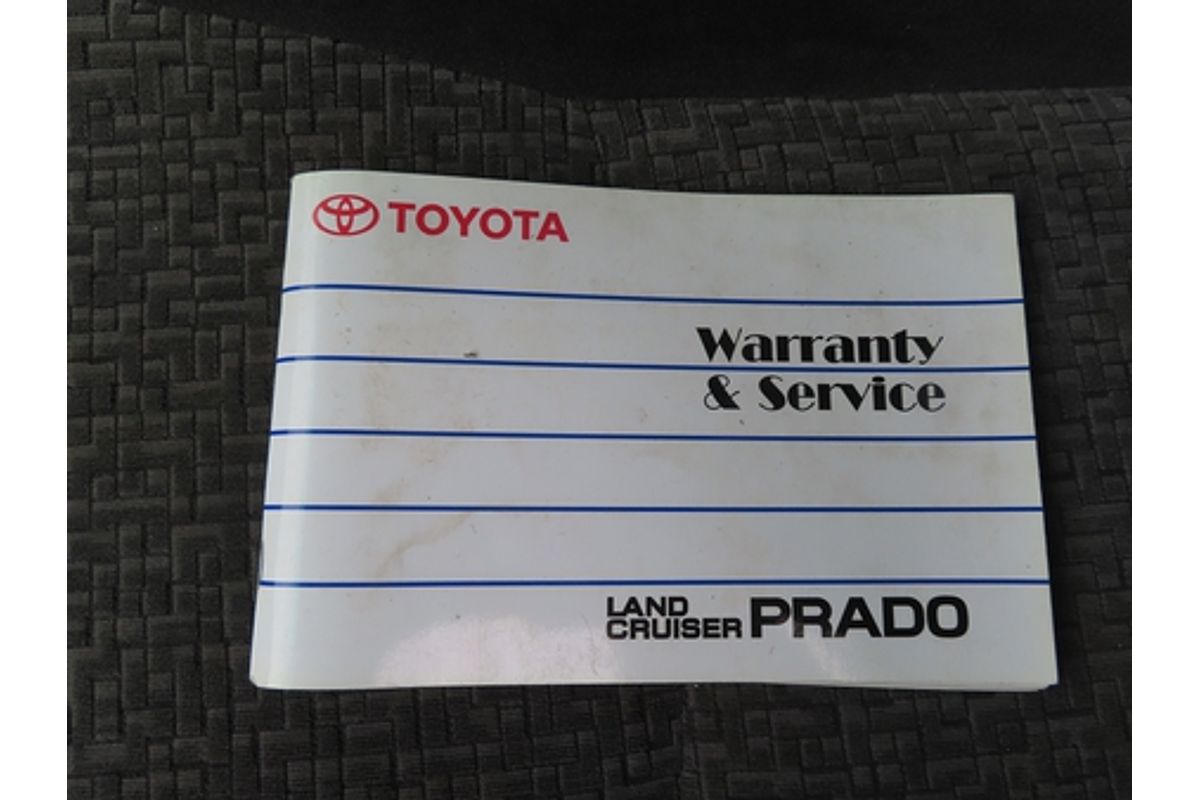 TOYOTA
Warranty
& Service
LAND
CRUISER PRADO